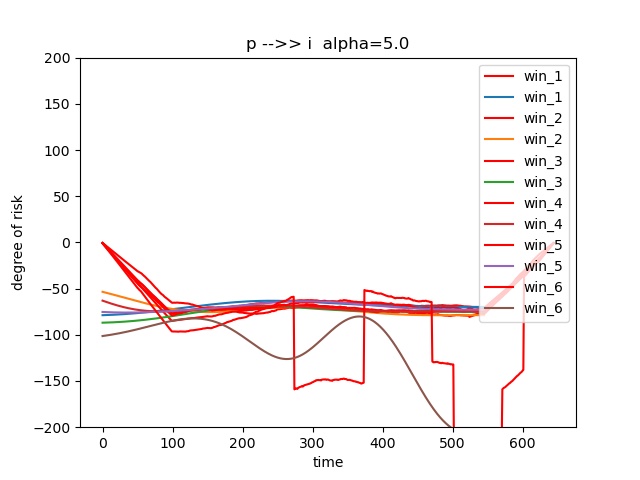 p -->> i  alpha=5.0
degree of risk
200
150
100
50
0
−50
−100
−150
−200
0
100
200
300
400
500
600
time
win_1
win_1
win_2
win_2
win_3
win_3
win_4
win_4
win_5
win_5
win_6
win_6